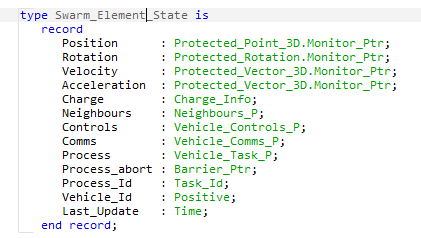 type Swarm_Element_State is
record
Position : Protected_Point_3D.Monitor_Ptr;
Rotation : Protected_Rotation.Monitor_Ptr;
Velocity : Protected_Vector_3D.Monitor_Ptr;
Acceleration : Protected_Vector_3D.Monitor_Ptr;
Charge : Charge_Info;
Neighbours : Neighbours_P;
Controls : Vehicle_Controls_P;
Comms : Vehicle_Comms_P;
Process : Vehicle_Task_P;
Process_abort : Barrier_Ptr;
Process_Id : Task_Id;
Vehicle_Id : Positive;
Last_Update : Time;
end record;